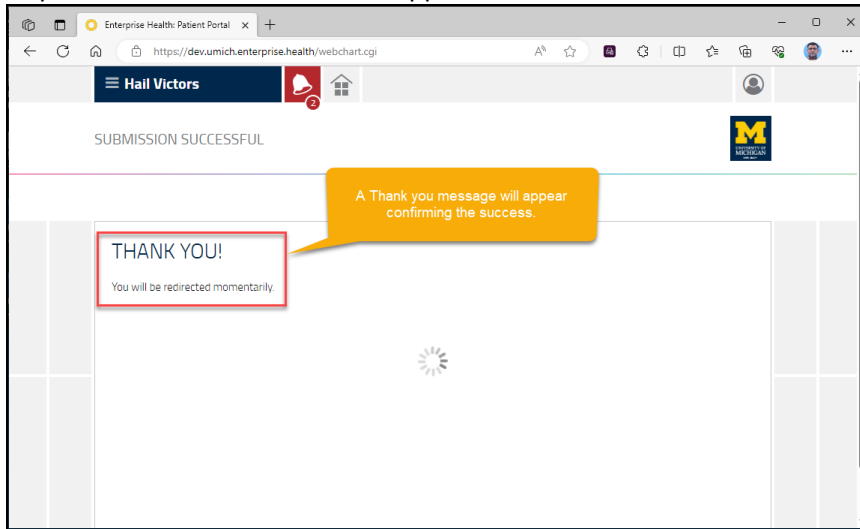 Enterprise Health: Patient Portal
https://dev.umich.enterprise.health/webchart.cgi
Hail Victors
2
SUBMISSION SUCCESSFUL
M
UNIVERSITY OF
MICHIGAN
A Thank you message will appear
confirming the success.
THANK YOU!
You will be redirected momentarily.